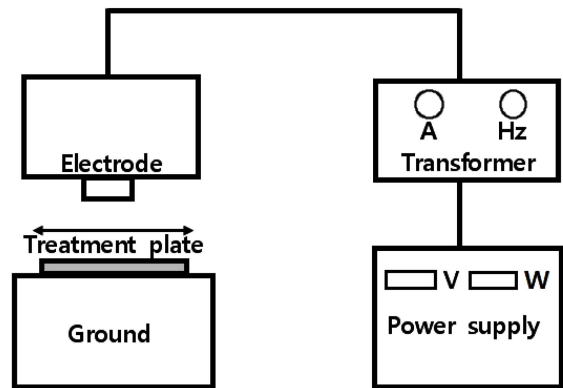 Electrode
Treatment plate
Ground
A Hz
Transformer
V W
Power supply